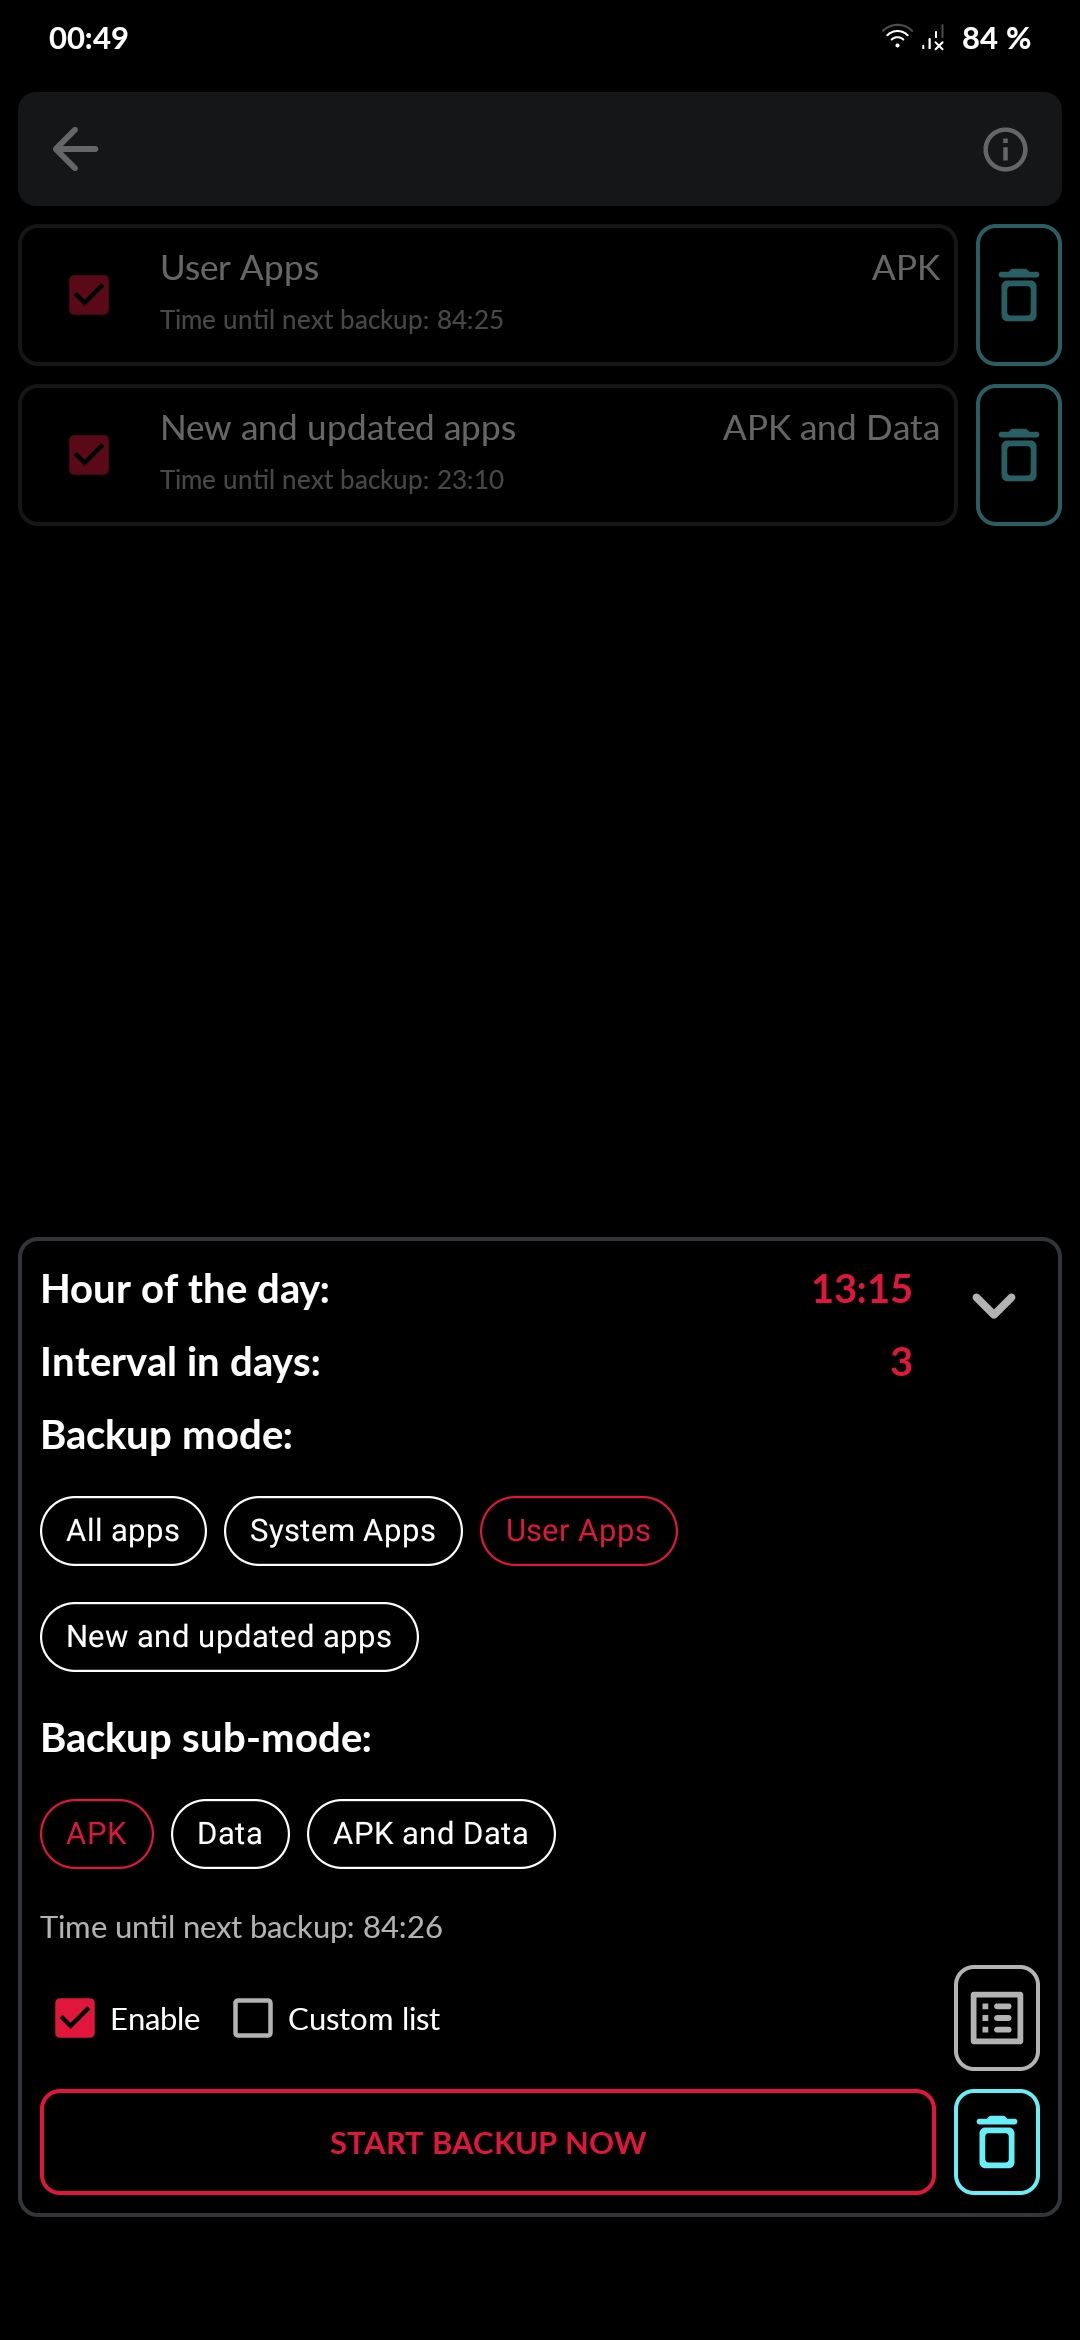 00:49
84 %
User Apps
APK
Time until next backup: 84:25
New and updated apps
APK and Data
Time until next backup: 23:10
Hour of the day:
13:15
Interval in days:
3
Backup mode:
All apps
System Apps
User Apps
New and updated apps
Backup sub-mode:
APK
Data
APK and Data
Time until next backup: 84:26
Enable
Custom list
START BACKUP NOW